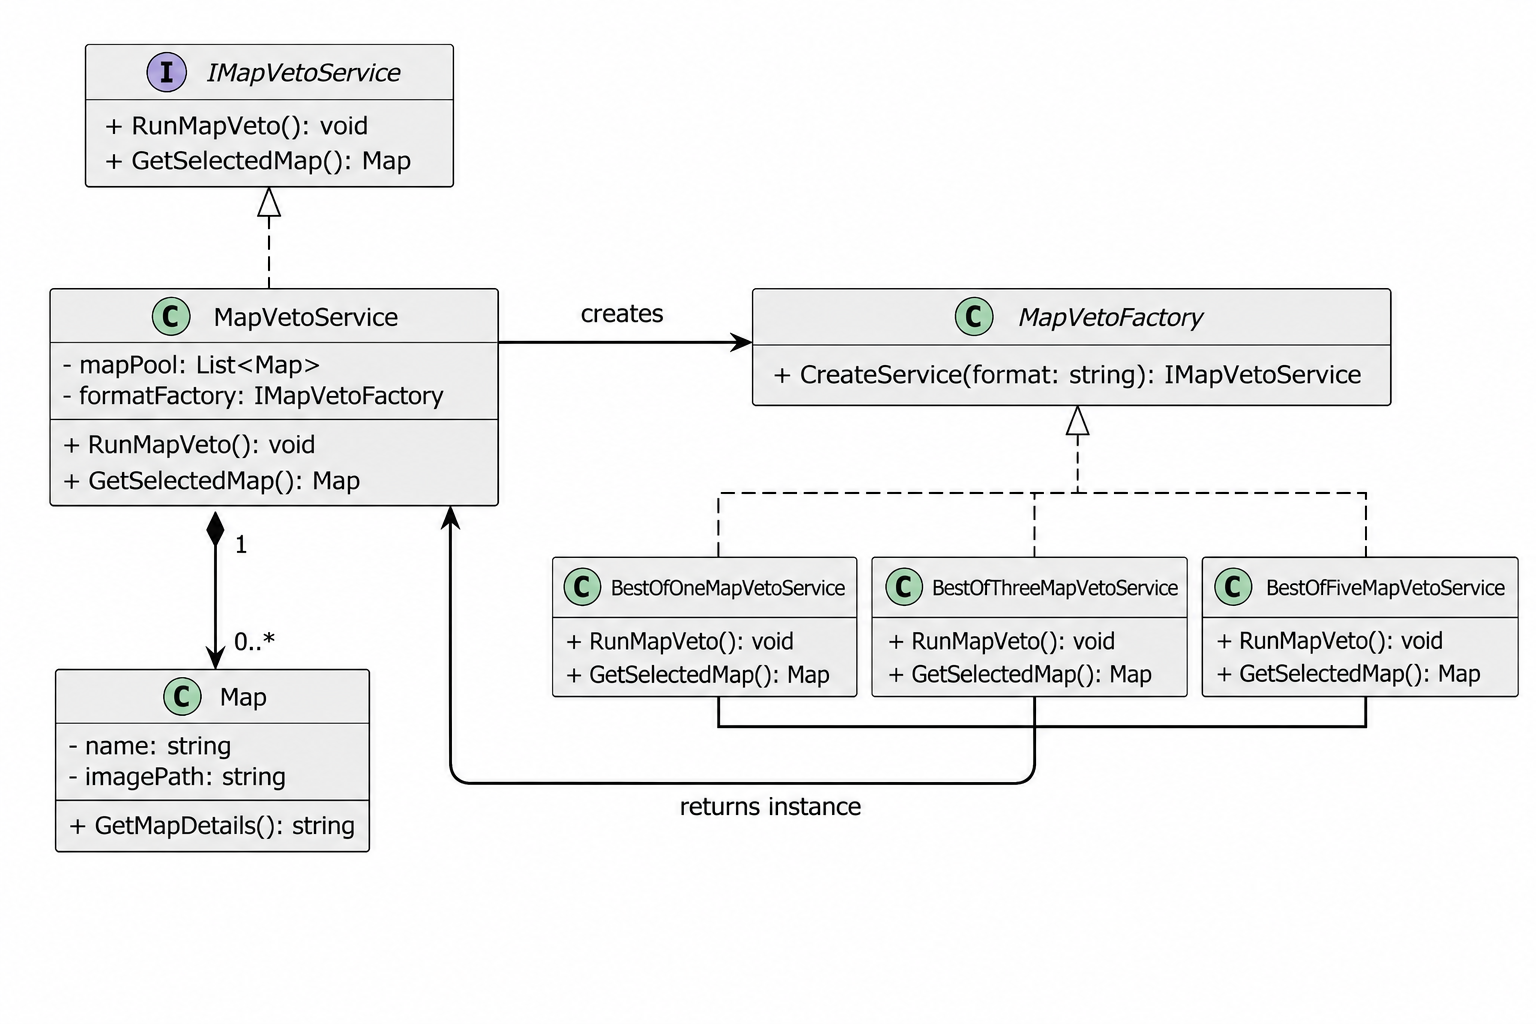 I IMapVetoService
+ RunMapVeto(): void
+ GetSelectedMap(): Map
C MapVetoService
- mapPool: List<Map>
- formatFactory: IMapVetoFactory
+ RunMapVeto(): void
+ GetSelectedMap(): Map
creates
C MapVetoFactory
+ CreateService(format: string): IMapVetoService
1
0..*
C BestOfOneMapVetoService
+ RunMapVeto(): void
+ GetSelectedMap(): Map
C BestOfThreeMapVetoService
+ RunMapVeto(): void
+ GetSelectedMap(): Map
C BestOfFiveMapVetoService
+ RunMapVeto(): void
+ GetSelectedMap(): Map
C Map
- name: string
- imagePath: string
+ GetMapDetails(): string
returns instance